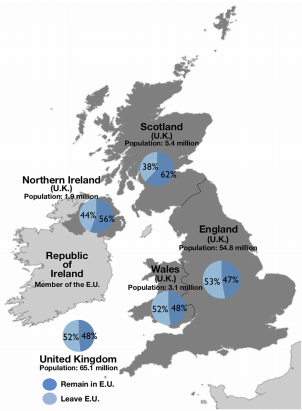 Scotland
(U.K.)
Population: 5.4 million
38%
62%
Northern Ireland
(U.K.)
Population: 1.9 million
44%
56%
England
(U.K.)
Population: 54.8 million
53%
47%
Republic
of
Ireland
Member of the E.U.
Wales
(U.K.)
Population: 3.1 million
52%
48%
52%
48%
United Kingdom
Population: 65.1 million
Remain in E.U.
Leave E.U.